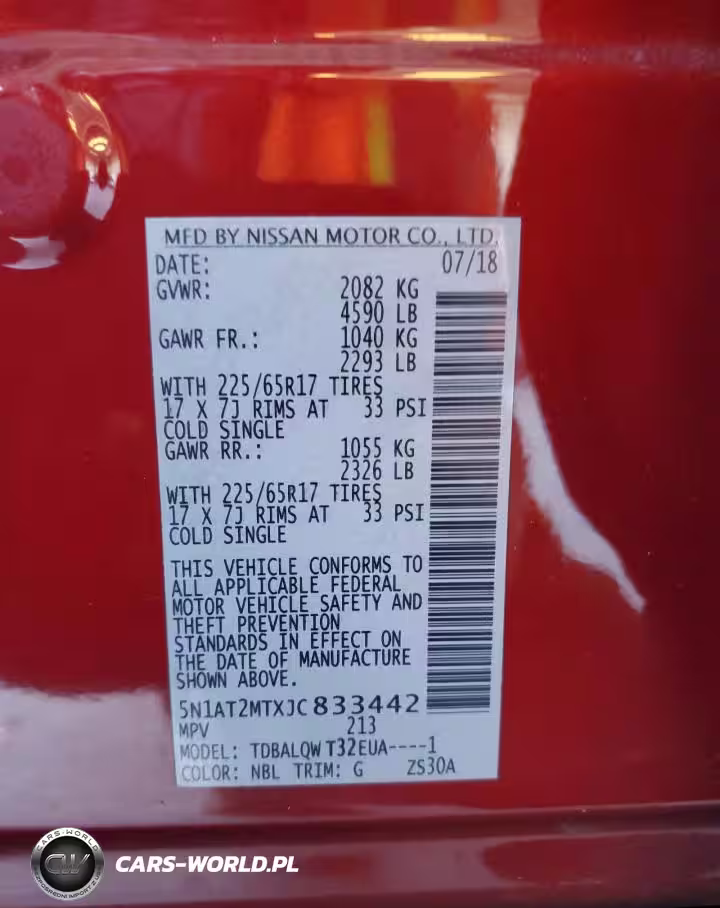 MFD BY NISSAN MOTOR CO., LTD.
DATE: 07/18
GVWR: 2082 KG
4590 LB
GAWR FR.: 1040 KG
2293 LB
WITH 225/65R17 TIRES
17 X 7J RIMS AT 33 PSI
COLD SINGLE
GAWR RR.: 1055 KG
2326 LB
WITH 225/65R17 TIRES
17 X 7J RIMS AT 33 PSI
COLD SINGLE
THIS VEHICLE CONFORMS TO
ALL APPLICABLE FEDERAL
MOTOR VEHICLE SAFETY AND
THEFT PREVENTION
STANDARDS IN EFFECT ON
THE DATE OF MANUFACTURE
SHOWN ABOVE.
5N1AT2MTXJC833442
MPV 213
MODEL: TDBALQW T32EUA----1
COLOR: NBL TRIM: G ZS30A
CARS-WORLD
CW
CARS-WORLD.PL